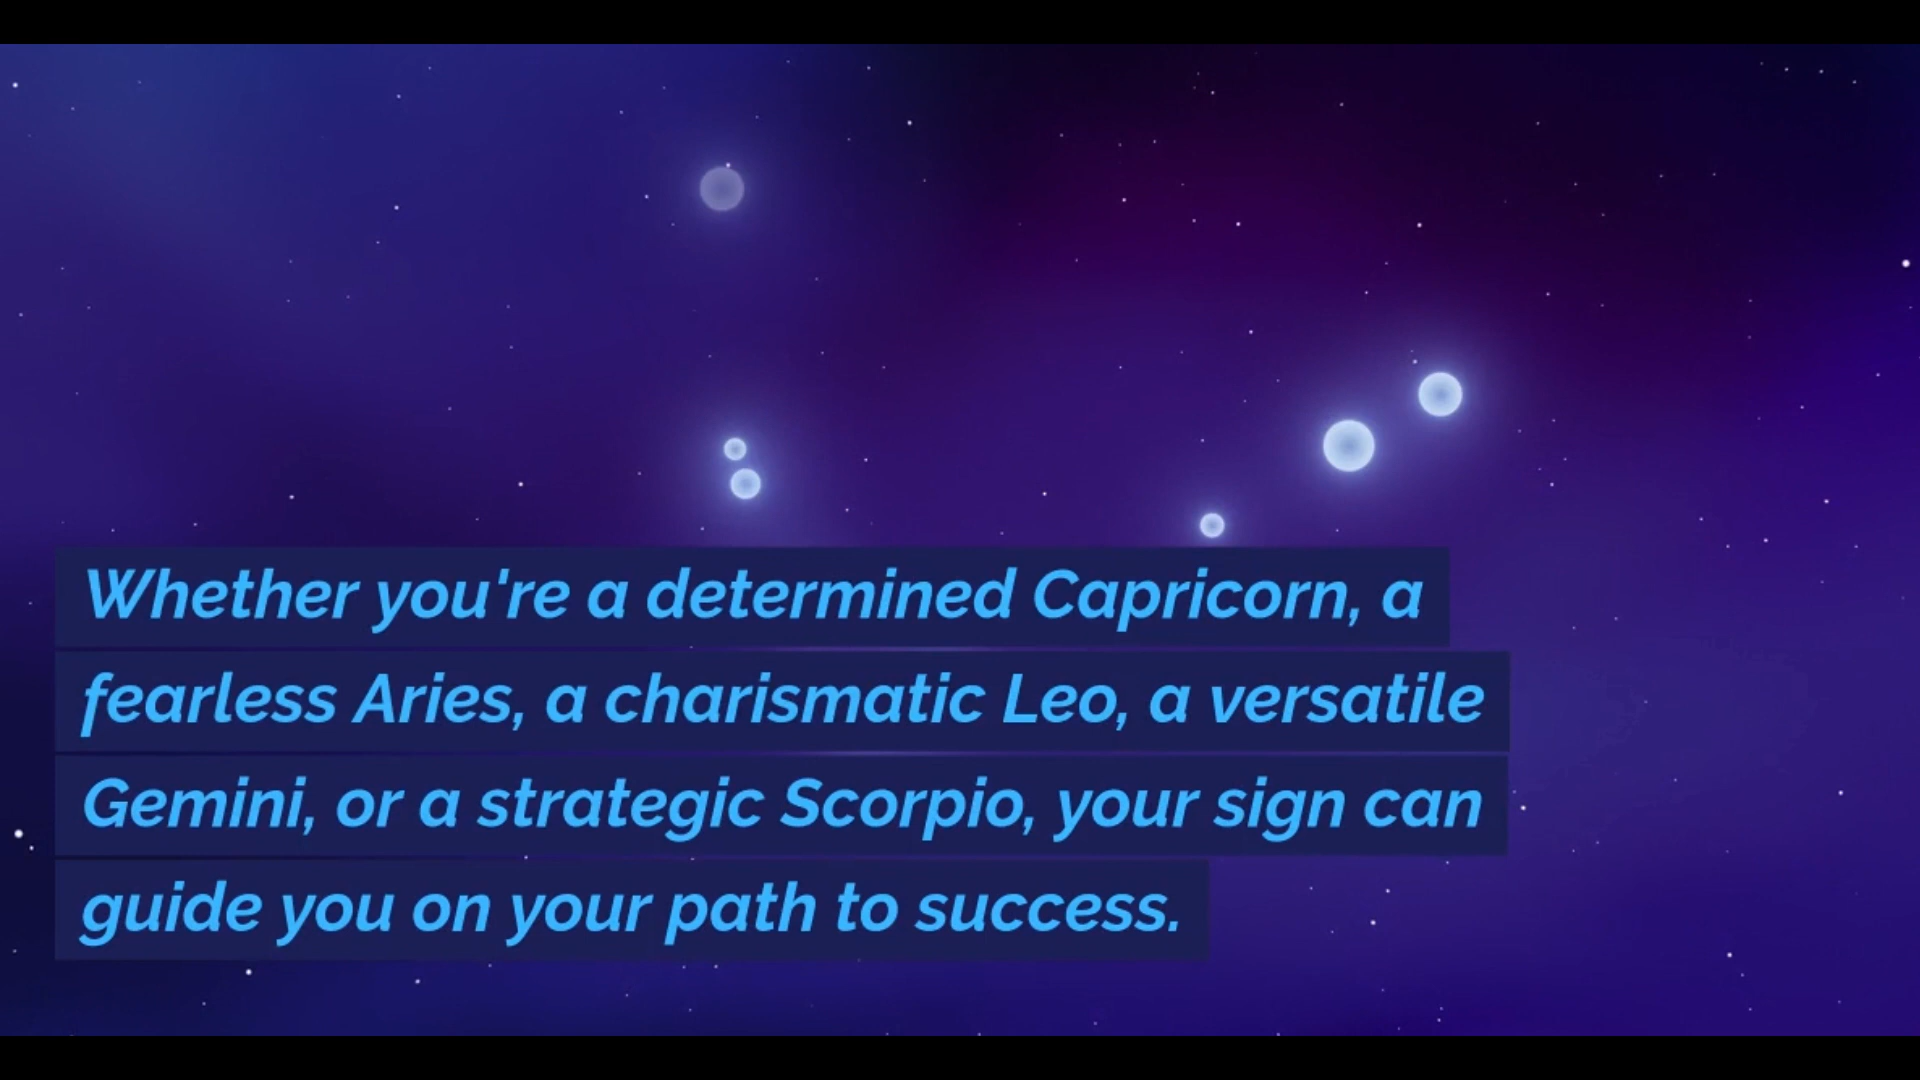 Whether you're a determined Capricorn, a
fearless Aries, a charismatic Leo, a versatile
Gemini, or a strategic Scorpio, your sign can
guide you on your path to success.